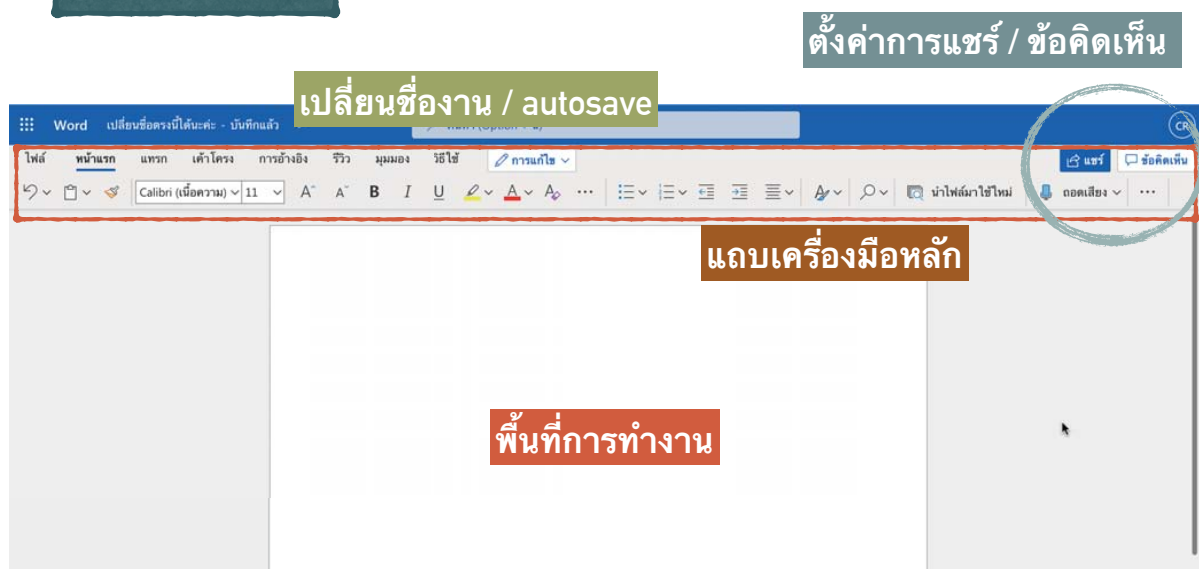 ตั้งค่าการแชร์ / ข้อคิดเห็น
เปลี่ยนชื่องาน / autosave
Word เปลี่ยนชื่อตรงนี้ได้นะคะ - บันทึกแล้ว
CR
ไฟล์ หน้าแรก แทรก เค้าโครง การอ้างอิง รีวิว มุมมอง วิธีใช้ การแก้ไข แชร์ ข้อคิดเห็น
Calibri (เนื้อความ) 11 A A B I U A A นำไฟล์มาใช้ใหม่ ถอดเสียง
แถบเครื่องมือหลัก
พื้นที่การทำงาน